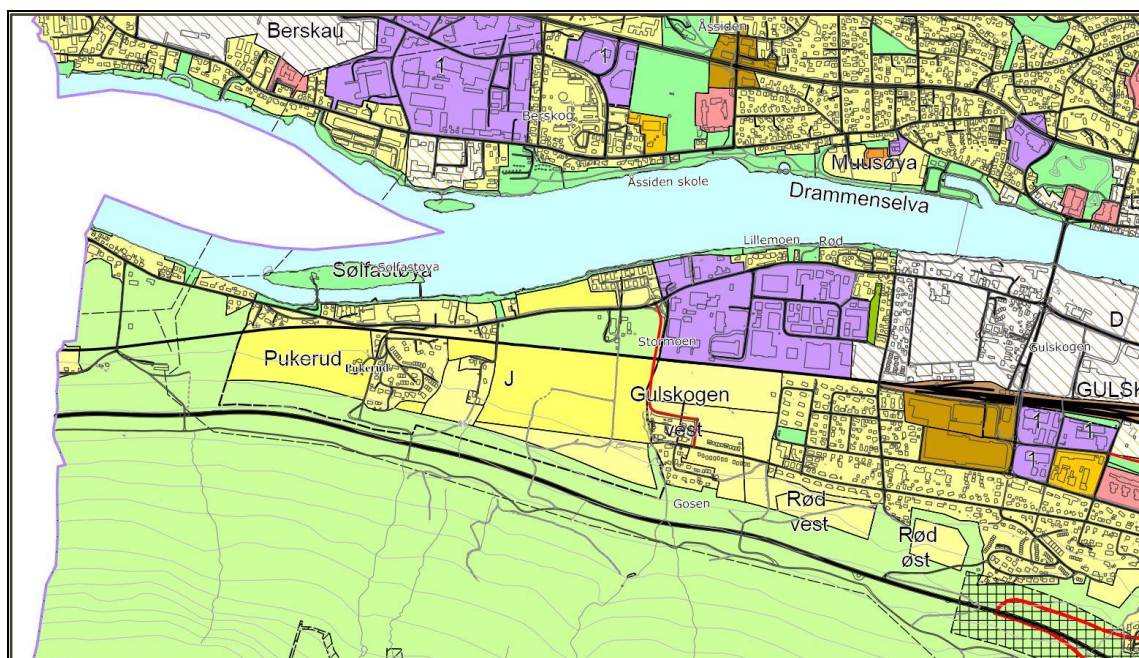 Åssiden
Berskau
1
1
Berskog
Muusøya
Åssiden skole
Drammenselva
Lillemoen
Rød
Sølfastøya
Sølfastøya
D
Stormoen
Gulskogen
Pukerud
Pukerud
J
Gulskogen
vest
GULSK
1
1
1
Gosen
Rød
vest
Rød
øst